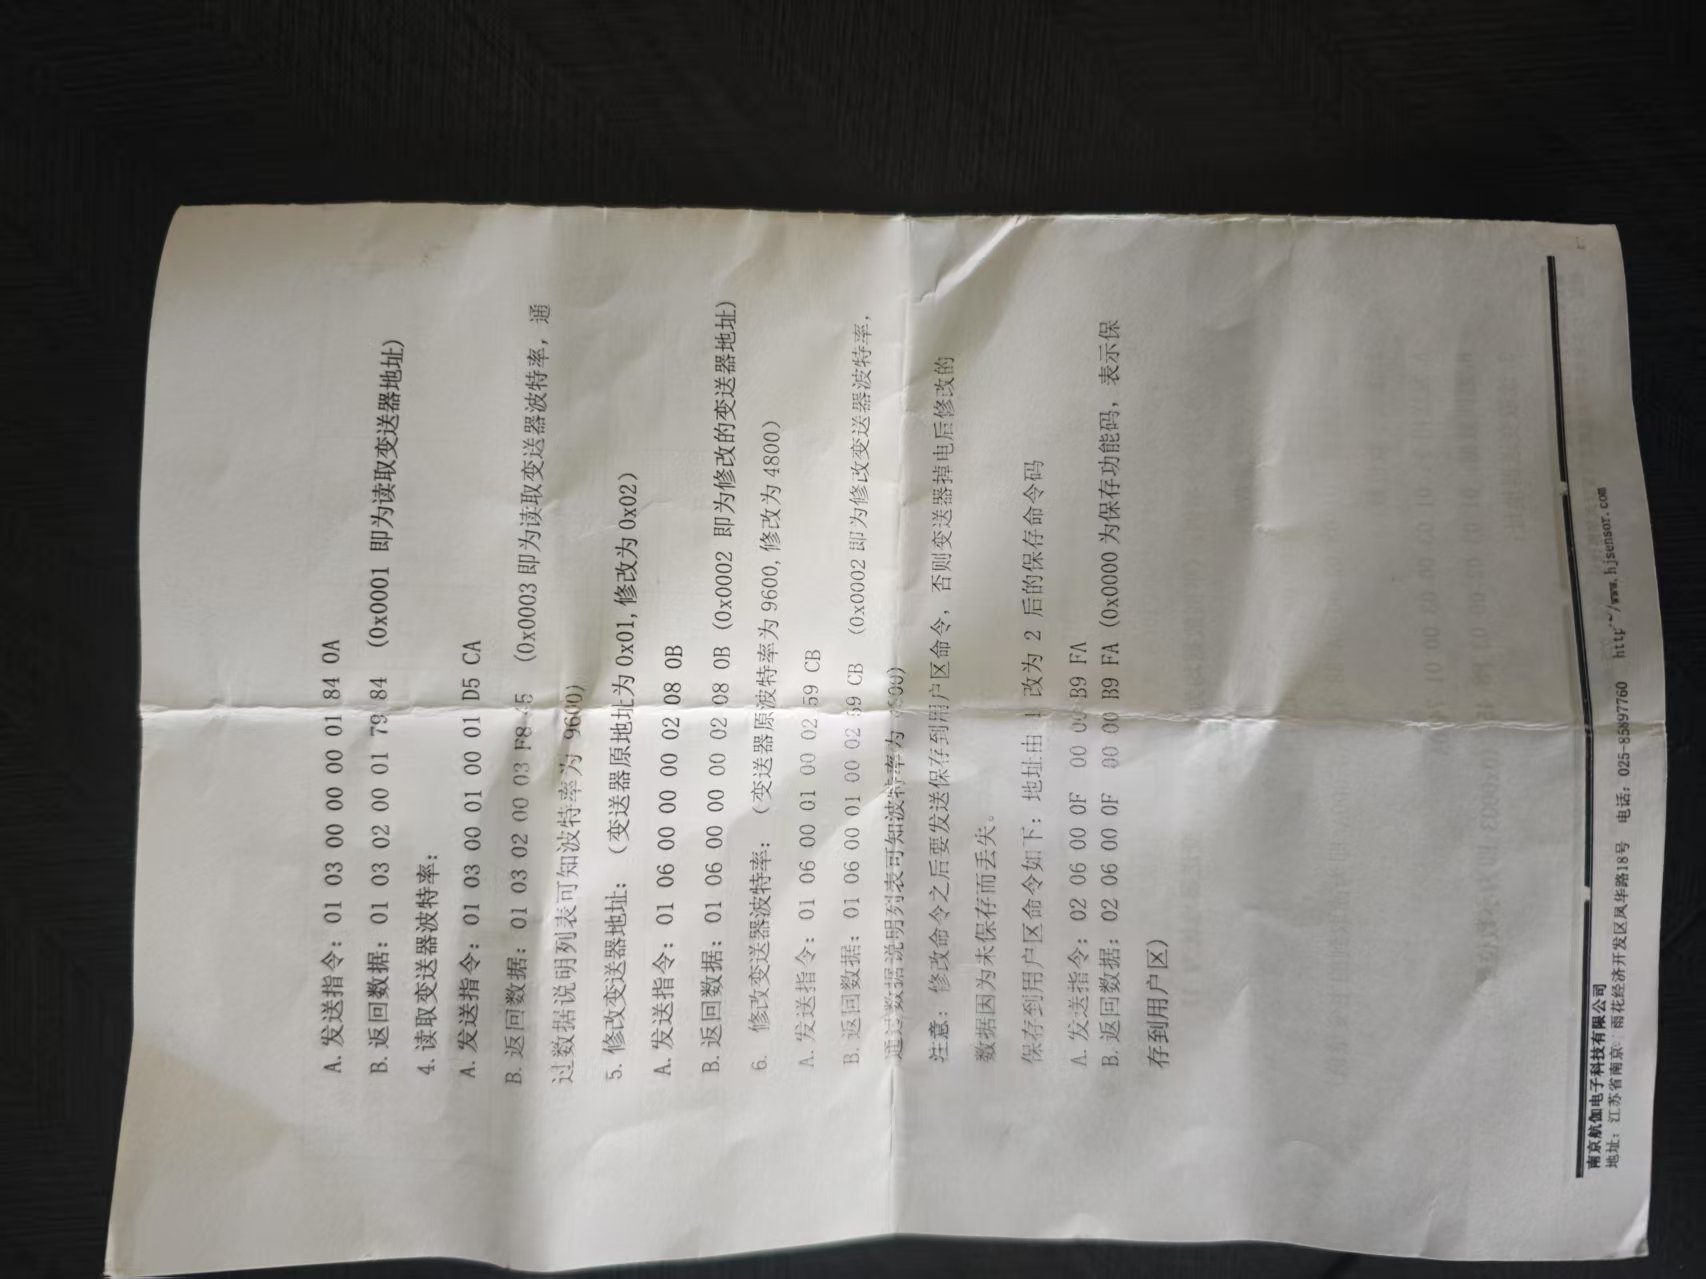 A. 发送指令: 01 03 00 00 00 01 84 0A
B. 返回数据: 01 03 02 00 01 79 84 (0x0001 即为读取变送器地址)
4. 读取变送器波特率:
A. 发送指令: 01 03 00 01 00 01 D5 CA
B. 返回数据: 01 03 02 00 03 F8 45 (0x0003 即为读取变送器波特率, 通
过数据说明列表可知波特率为 9600)
5. 修改变送器地址: (变送器原地址为 0x01, 修改为 0x02)
A. 发送指令: 01 06 00 00 00 02 08 0B
B. 返回数据: 01 06 00 00 00 02 08 0B (0x0002 即为修改的变送器地址)
6. 修改变送器波特率: (变送器原波特率为 9600, 修改为 4800)
A. 发送指令: 01 06 00 01 00 02 59 CB
B. 返回数据: 01 06 00 01 00 02 59 CB (0x0002 即为修改变送器波特率,
通过数据说明列表可知波特率为 4800)
注意: 修改命令之后要发送保存到用户区命令, 否则变送器掉电后修改的
数据因为未保存而丢失。
保存到用户区命令如下: 地址由 1 改为 2 后的保存命令码
A. 发送指令: 02 06 00 0F 00 00 B9 FA
B. 返回数据: 02 06 00 0F 00 00 B9 FA (0x0000 为保存功能码, 表示保
存到用户区)
南京航伽电子科技有限公司
地址: 江苏省南京 雨花经济开发区凤华路18号 电话: 025-85897760 http://www.hjsensor.com